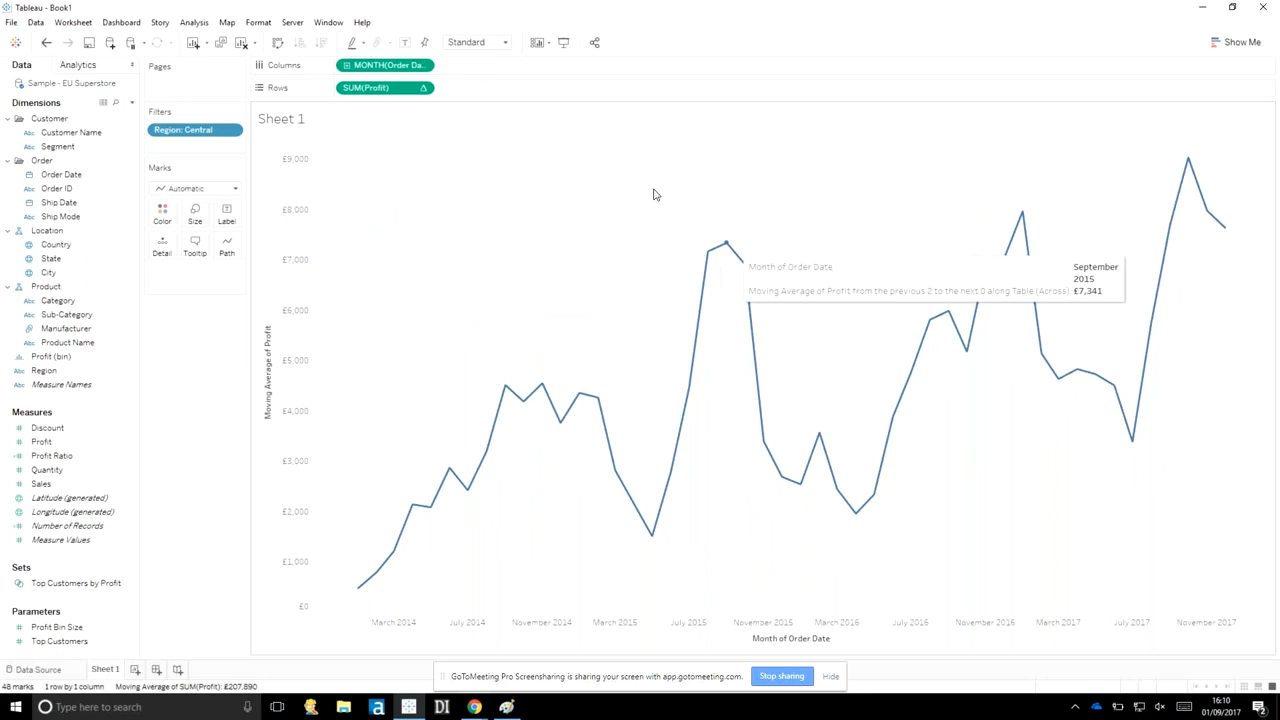 Tableau - Book1
File Data Worksheet Dashboard Story Analysis Map Format Server Window Help
Standard
Show Me
Data Analytics
Sample - EU Superstore
Dimensions
Customer
Customer Name
Segment
Order
Order Date
Order ID
Ship Date
Ship Mode
Location
Country
State
City
Product
Category
Sub-Category
Manufacturer
Product Name
Profit (bin)
Region
Measure Names
Measures
Discount
Profit
Profit Ratio
Quantity
Sales
Latitude (generated)
Longitude (generated)
Number of Records
Measure Values
Sets
Top Customers by Profit
Parameters
Profit Bin Size
Top Customers
Pages
Filters
Region: Central
Marks
Automatic
Color Size Label
Detail Tooltip Path
Columns MONTH(Order Da..
Rows SUM(Profit)
Sheet 1
£9,000
£8,000
£7,000
£6,000
£5,000
£4,000
£3,000
£2,000
£1,000
£0
Moving Average of Profit
Month of Order Date September 2015
Moving Average of Profit from the previous 2 to the next 0 along Table (Across) £7,341
March 2014 July 2014 November 2014 March 2015 July 2015 November 2015 March 2016 July 2016 November 2016 March 2017 July 2017 November 2017
Month of Order Date
Data Source Sheet 1
GoToMeeting Pro Screensharing is sharing your screen with app.gotomeeting.com. Stop sharing Hide
48 marks 1 row by 1 column Moving Average of SUM(Profit): £207,890
Type here to search
a
DI
16:10
01/09/2017
2